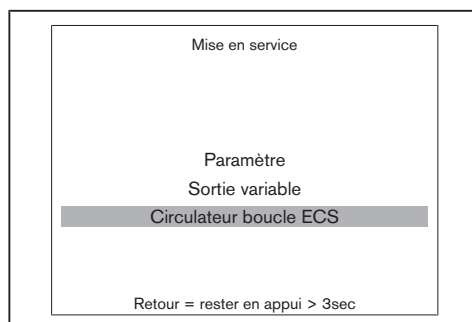 Mise en service
Paramètre
Sortie variable
Circulateur boucle ECS
Retour = rester en appui > 3sec